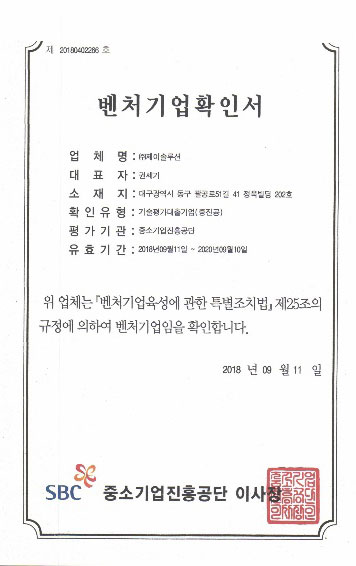 제 20180402266 호
벤처기업확인서
업 체 명 : ㈜제이솔루션
대 표 자 : 권세기
소 재 지 : 대구광역시 동구 팔공로51길 41 정옥빌딩 202호
확 인 유 형 : 기술평가대출기업(중진공)
평 가 기 관 : 중소기업진흥공단
유 효 기 간 : 2018년09월11일 ~ 2020년09월10일
위 업체는 『벤처기업육성에 관한 특별조치법』 제25조의
규정에 의하여 벤처기업임을 확인합니다.
2018 년 09 월 11 일
SBC 중소기업진흥공단 이사장